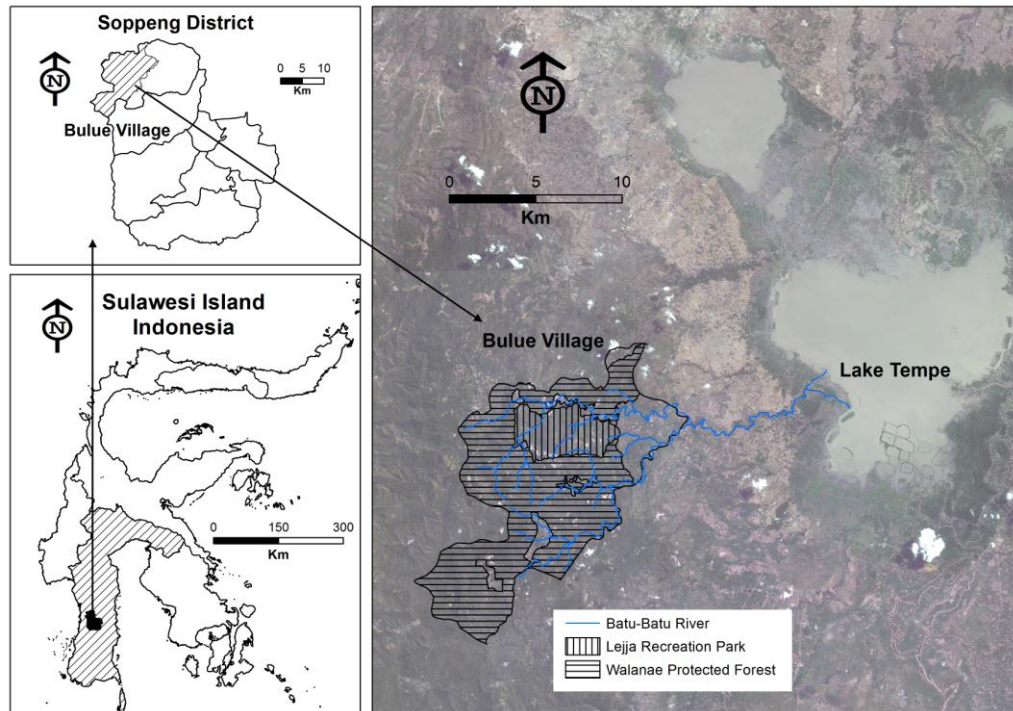 Soppeng District
N
0 5 10
Km
Bulue Village
Sulawesi Island
Indonesia
N
0 150 300
Km
N
0 5 10
Km
Bulue Village
Lake Tempe
Batu-Batu River
Lejja Recreation Park
Walanae Protected Forest